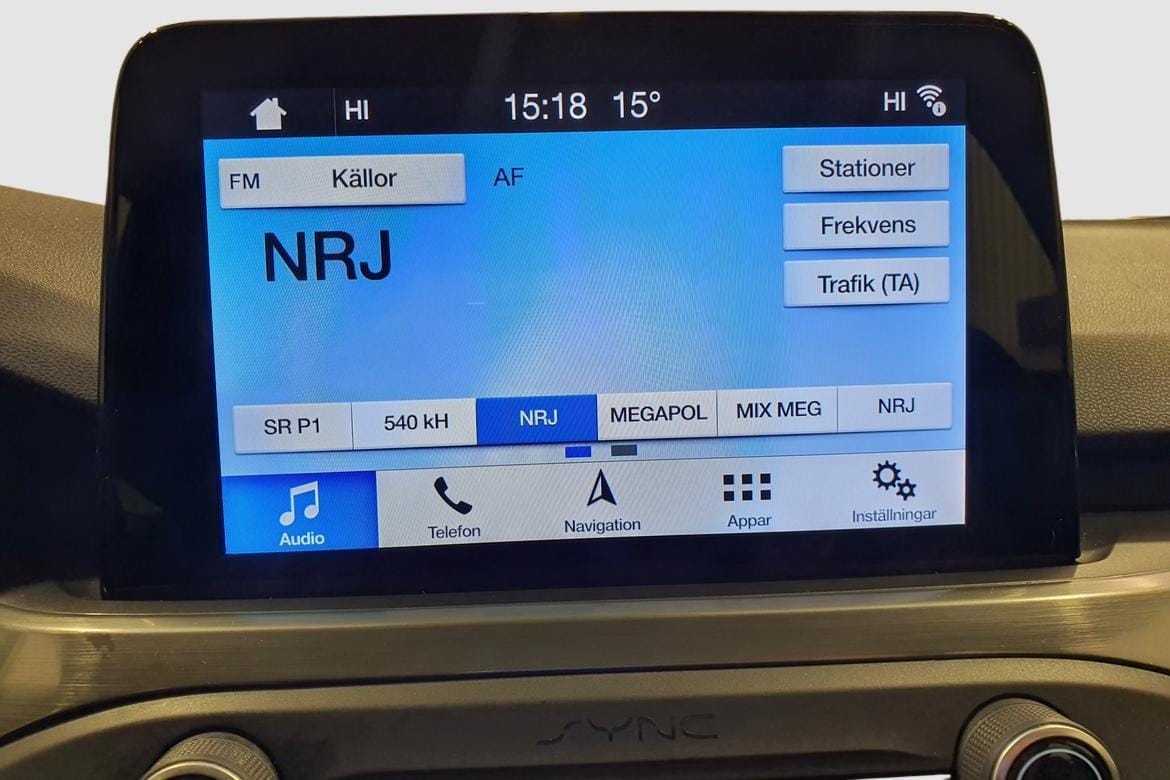 HI 15:18 15° HI
FM Källor AF Stationer
NRJ
Frekvens
Trafik (TA)
SR P1 540 kH NRJ MEGAPOL MIX MEG NRJ
Audio Telefon Navigation Appar Inställningar
SYNC